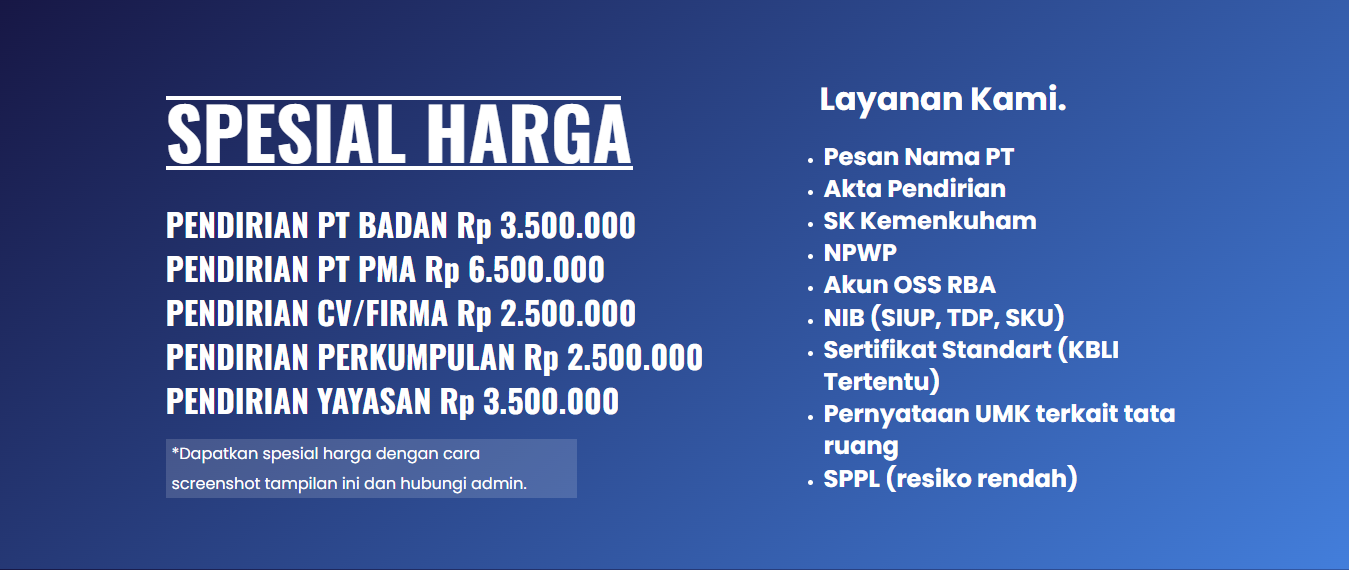 SPESIAL HARGA
PENDIRIAN PT BADAN Rp 3.500.000
PENDIRIAN PT PMA Rp 6.500.000
PENDIRIAN CV/FIRMA Rp 2.500.000
PENDIRIAN PERKUMPULAN Rp 2.500.000
PENDIRIAN YAYASAN Rp 3.500.000
*Dapatkan spesial harga dengan cara
screenshot tampilan ini dan hubungi admin.
Layanan Kami.
• Pesan Nama PT
• Akta Pendirian
• SK Kemenkuham
• NPWP
• Akun OSS RBA
• NIB (SIUP, TDP, SKU)
• Sertifikat Standart (KBLI
Tertentu)
• Pernyataan UMK terkait tata
ruang
• SPPL (resiko rendah)